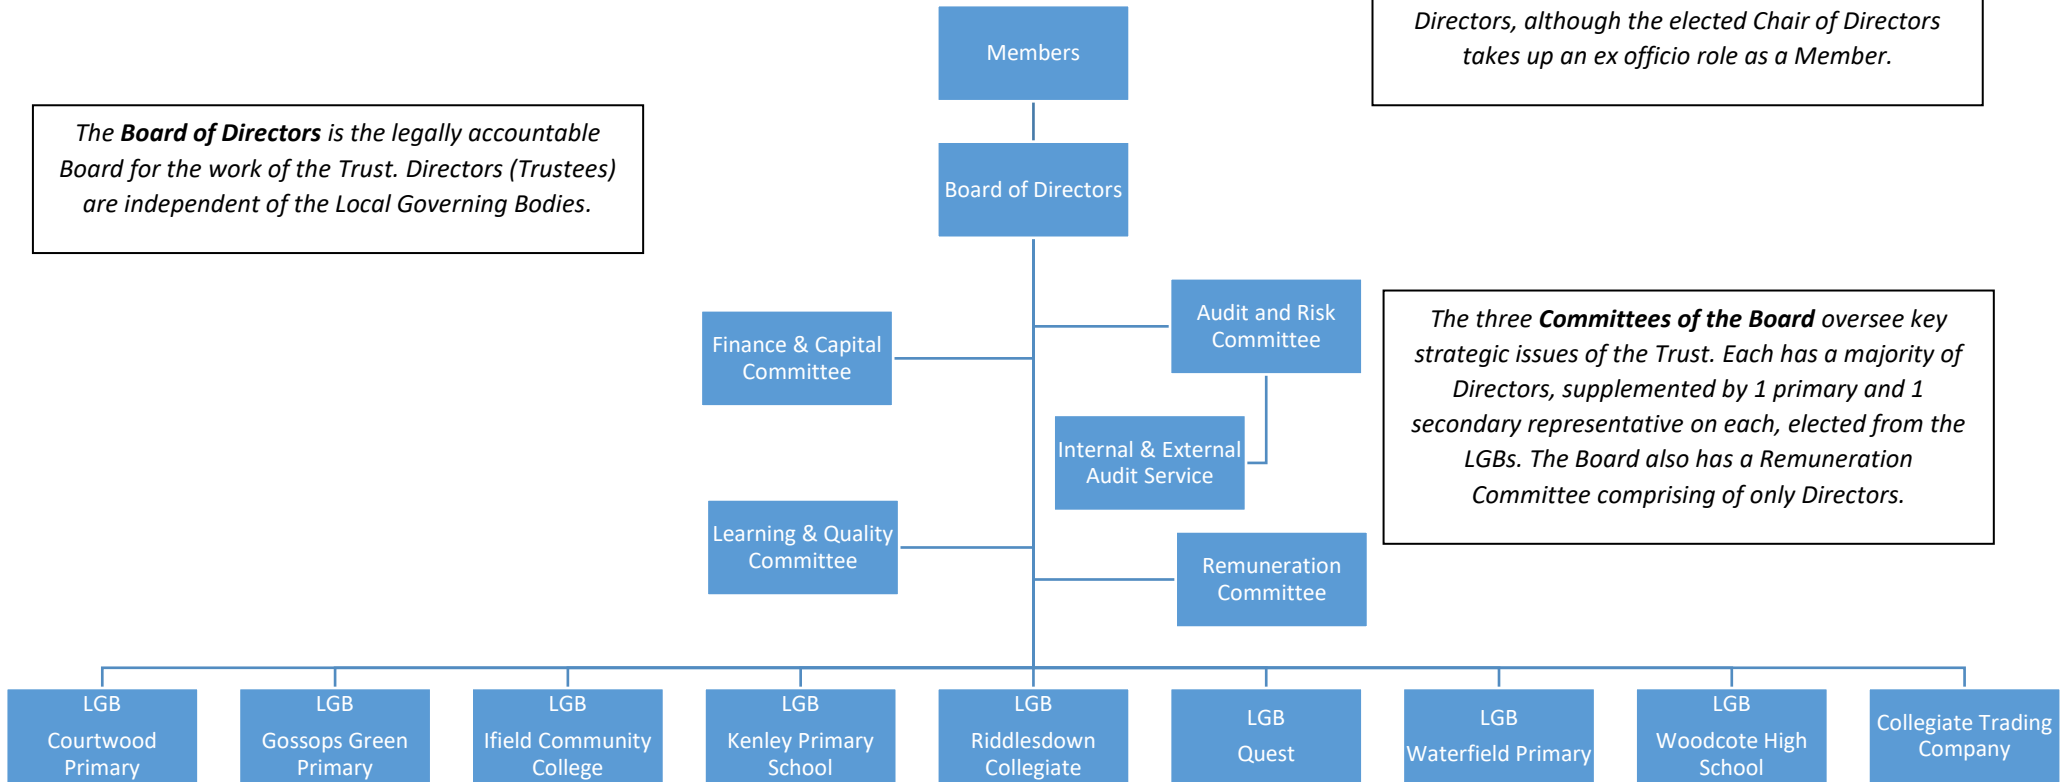 Directors, although the elected Chair of Directors
takes up an ex officio role as a Member.
Members
The Board of Directors is the legally accountable
Board for the work of the Trust. Directors (Trustees)
are independent of the Local Governing Bodies.
Board of Directors
Finance & Capital
Committee
Audit and Risk
Committee
The three Committees of the Board oversee key
strategic issues of the Trust. Each has a majority of
Directors, supplemented by 1 primary and 1
secondary representative on each, elected from the
LGBs. The Board also has a Remuneration
Committee comprising of only Directors.
Internal & External
Audit Service
Learning & Quality
Committee
Remuneration
Committee
LGB
Courtwood
Primary
LGB
Gossops Green
Primary
LGB
Ifield Community
College
LGB
Kenley Primary
School
LGB
Riddlesdown
Collegiate
LGB
Quest
LGB
Waterfield Primary
LGB
Woodcote High
School
Collegiate Trading
Company